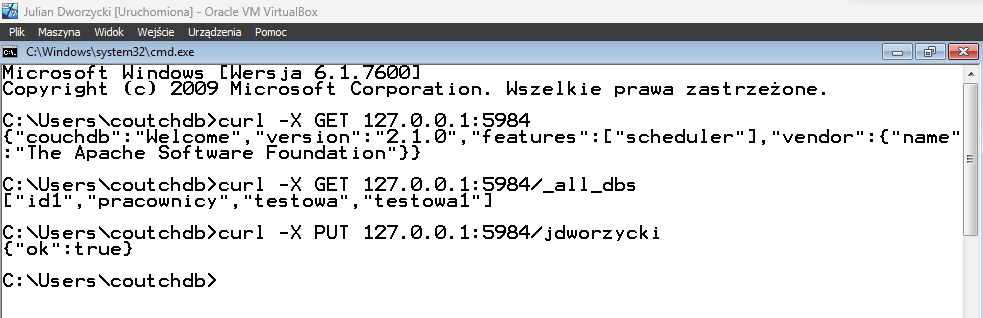 Julian Dworzycki [Uruchomiona] - Oracle VM VirtualBox
Plik Maszyna Widok Wejście Urządzenia Pomoc
C:\Windows\system32\cmd.exe
Microsoft Windows [Wersja 6.1.7600]
Copyright (c) 2009 Microsoft Corporation. Wszelkie prawa zastrzeżone.
C:\Users\coutchdb>curl -X GET 127.0.0.1:5984
{"couchdb":"Welcome","version":"2.1.0","features":["scheduler"],"vendor":{"name"
:"The Apache Software Foundation"}}
C:\Users\coutchdb>curl -X GET 127.0.0.1:5984/_all_dbs
["id1","pracownicy","testowa","testowa1"]
C:\Users\coutchdb>curl -X PUT 127.0.0.1:5984/jdworzycki
{"ok":true}
C:\Users\coutchdb>